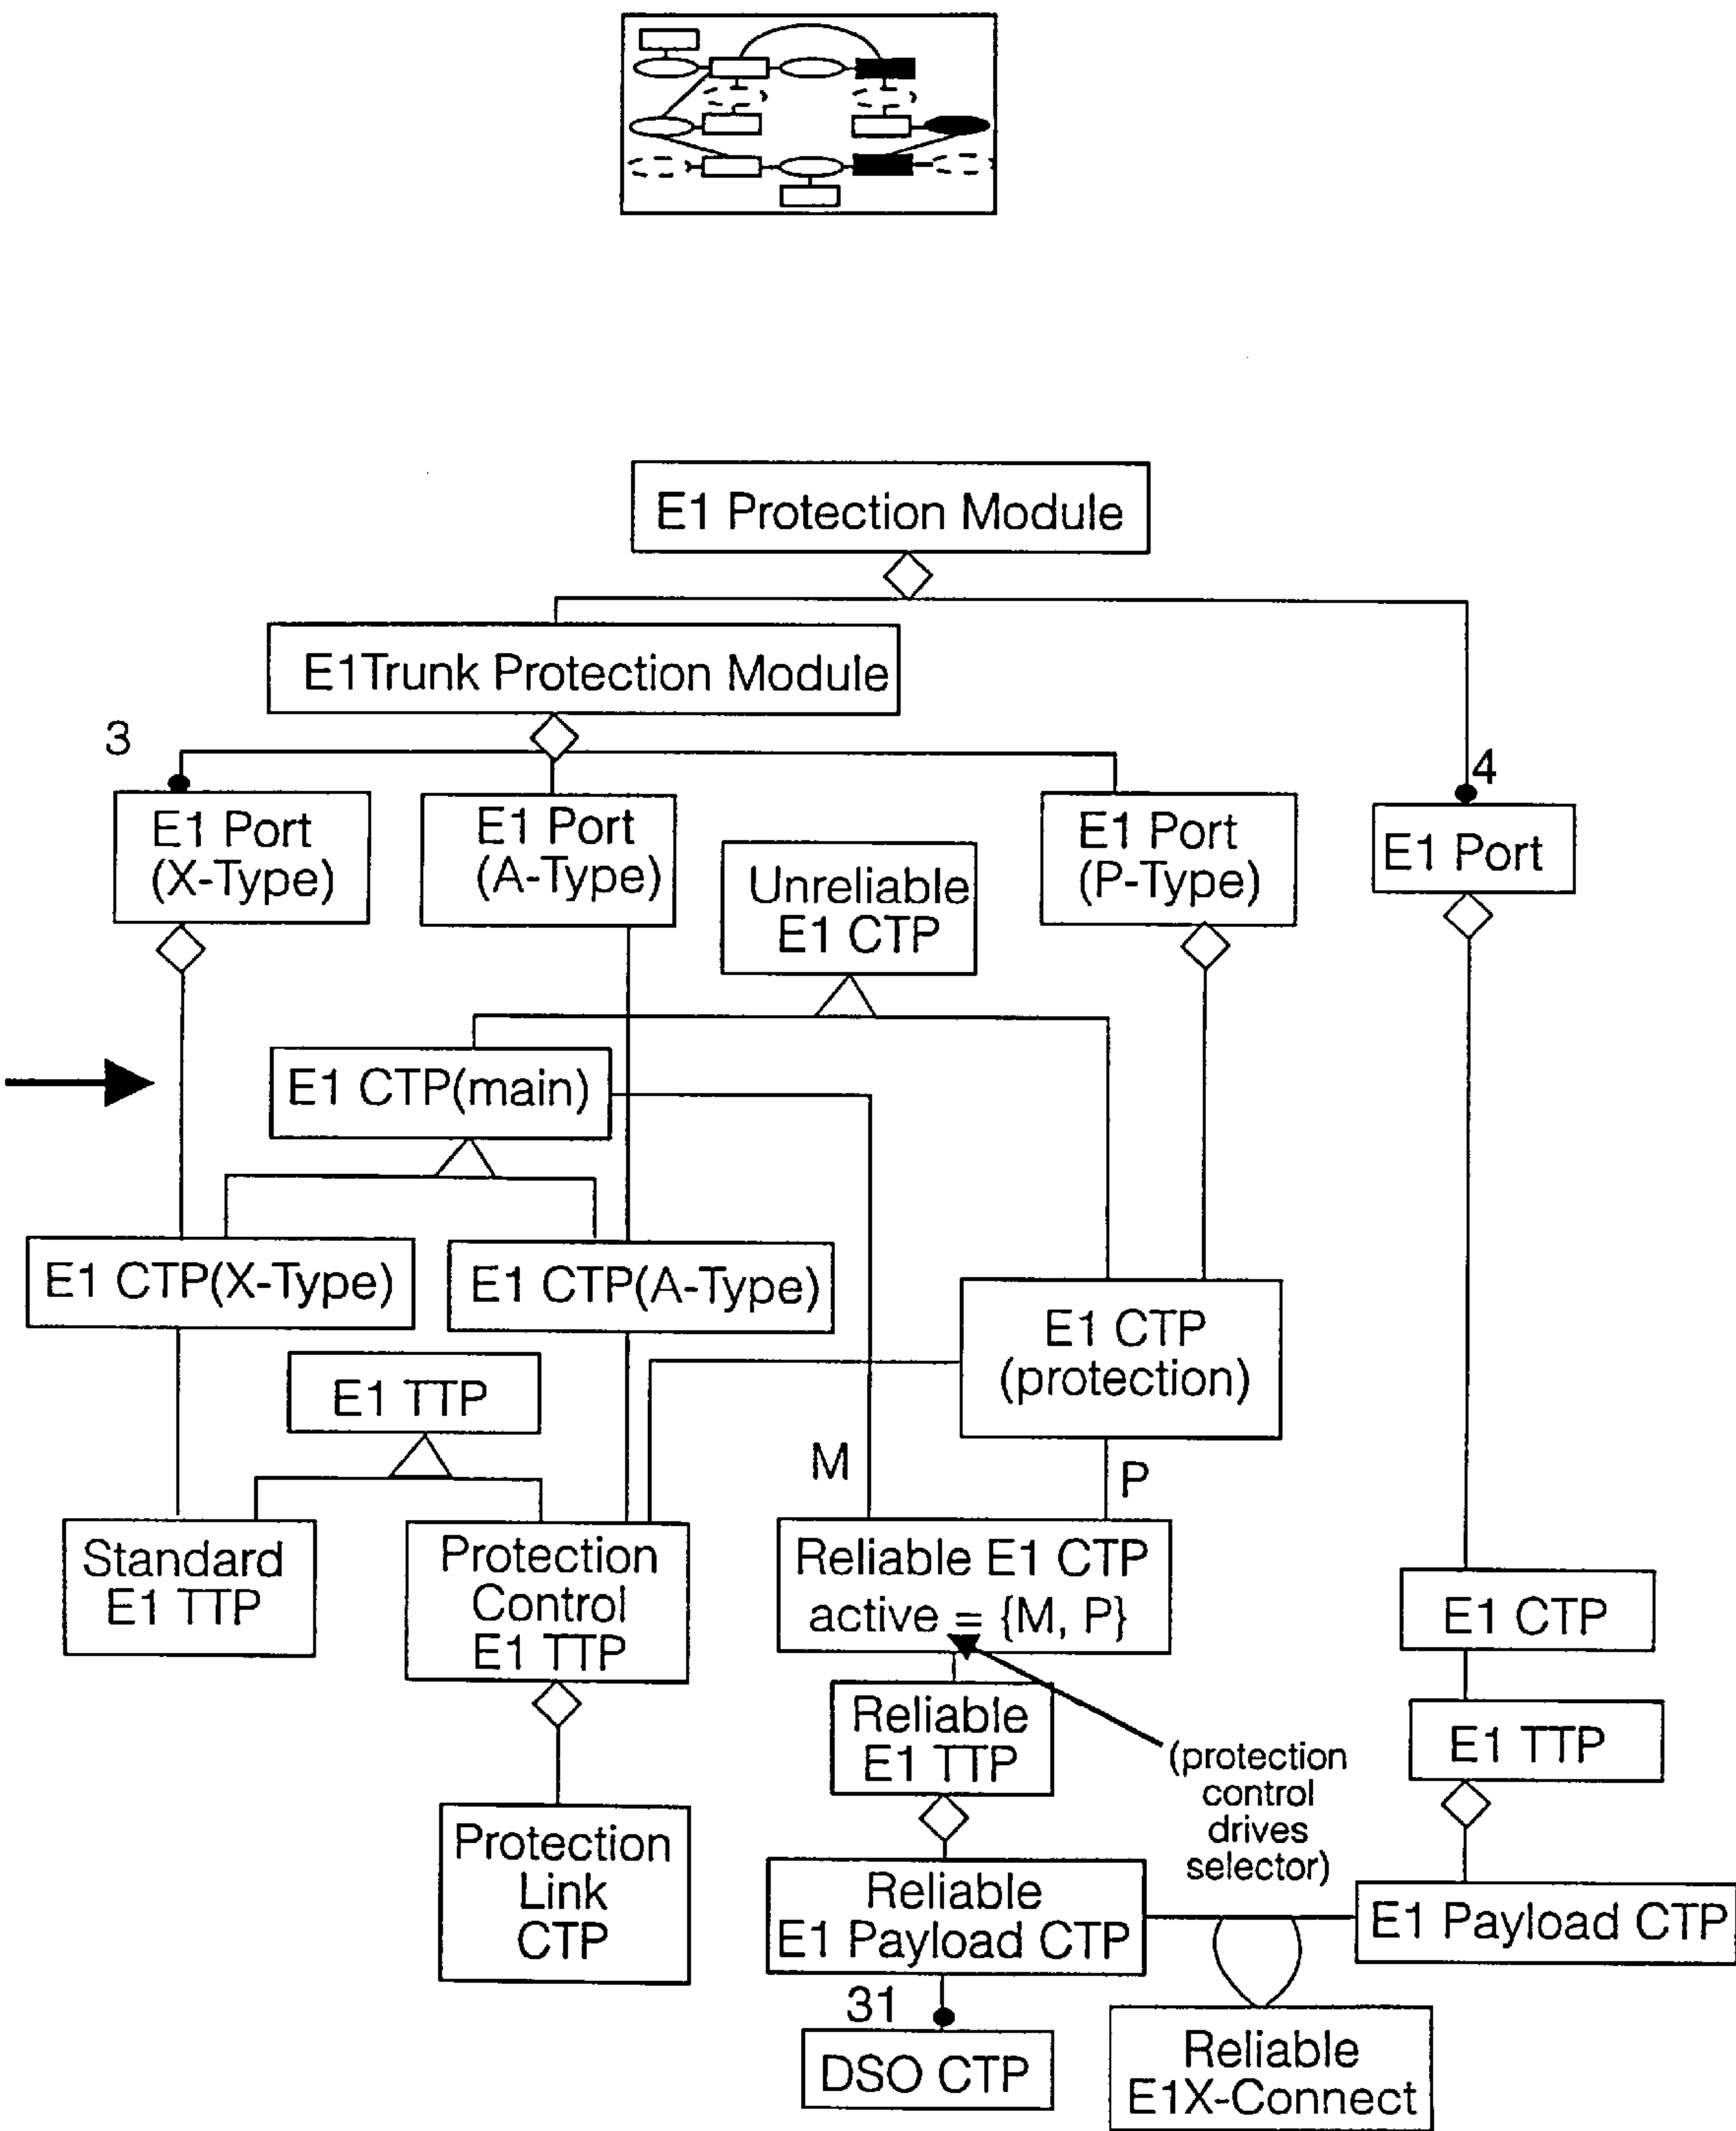 E1 Protection Module
E1Trunk Protection Module
3
4
E1 Port
(X-Type)
E1 Port
(A-Type)
Unreliable
E1 CTP
E1 Port
(P-Type)
E1 Port
E1 CTP(main)
E1 CTP(X-Type)
E1 CTP(A-Type)
E1 CTP
(protection)
E1 TTP
M
P
Standard
E1 TTP
Protection
Control
E1 TTP
Reliable E1 CTP
active = {M, P}
E1 CTP
Reliable
E1 TTP
(protection
control
drives
selector)
E1 TTP
Protection
Link
CTP
Reliable
E1 Payload CTP
E1 Payload CTP
31
DSO CTP
Reliable
E1X-Connect